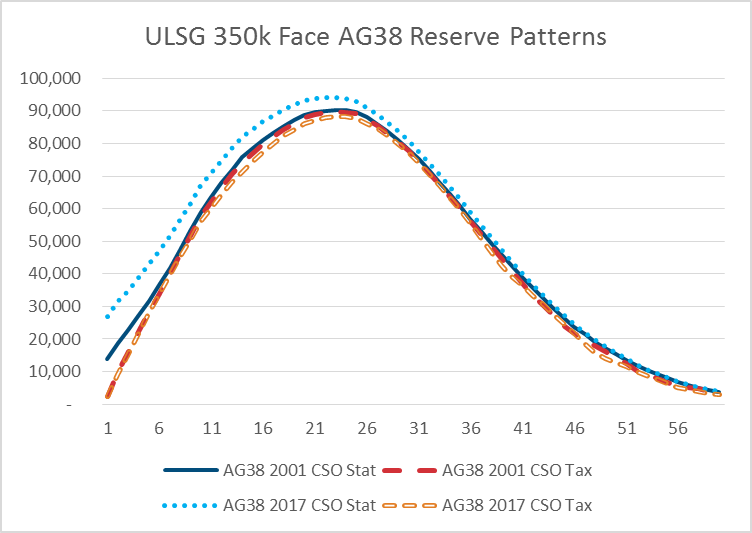 ULSG 350k Face AG38 Reserve Patterns
100,000
90,000
80,000
70,000
60,000
50,000
40,000
30,000
20,000
10,000
-
1 6 11 16 21 26 31 36 41 46 51 56
AG38 2001 CSO Stat AG38 2001 CSO Tax
AG38 2017 CSO Stat AG38 2017 CSO Tax